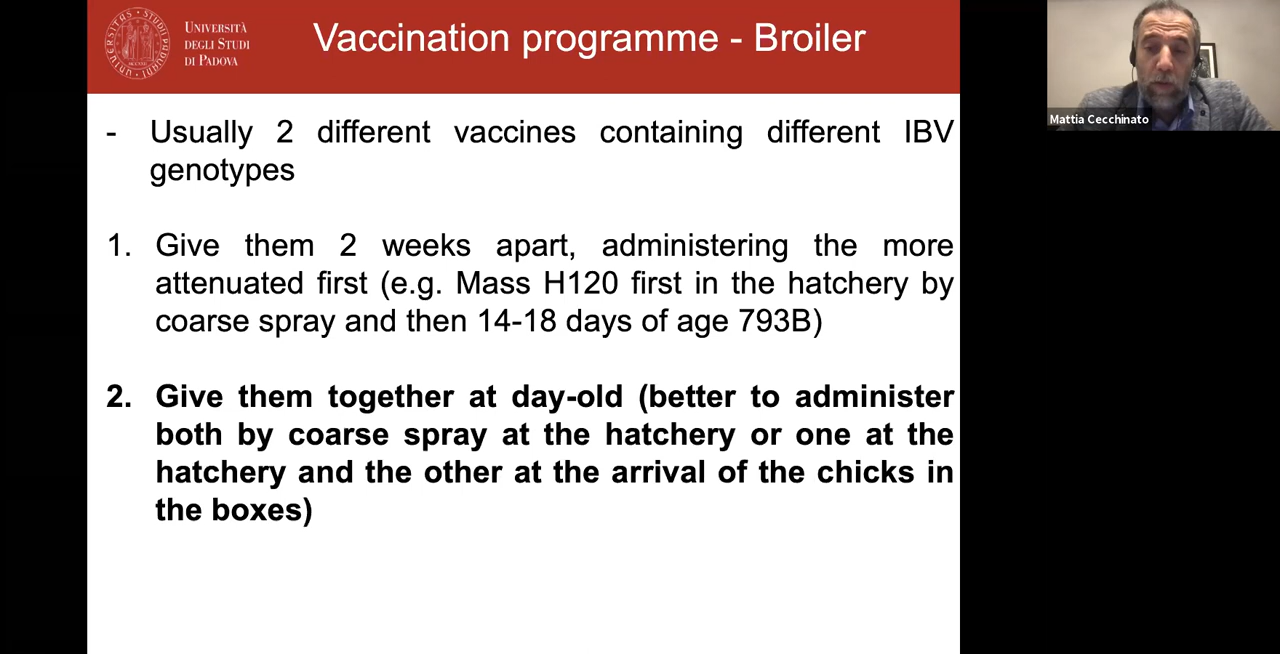 UNIVERSITÀ
DEGLI STUDI
DI PADOVA
Vaccination programme - Broiler
Mattia Cecchinato
- Usually 2 different vaccines containing different IBV
genotypes
1. Give them 2 weeks apart, administering the more
attenuated first (e.g. Mass H120 first in the hatchery by
coarse spray and then 14-18 days of age 793B)
2. Give them together at day-old (better to administer
both by coarse spray at the hatchery or one at the
hatchery and the other at the arrival of the chicks in
the boxes)